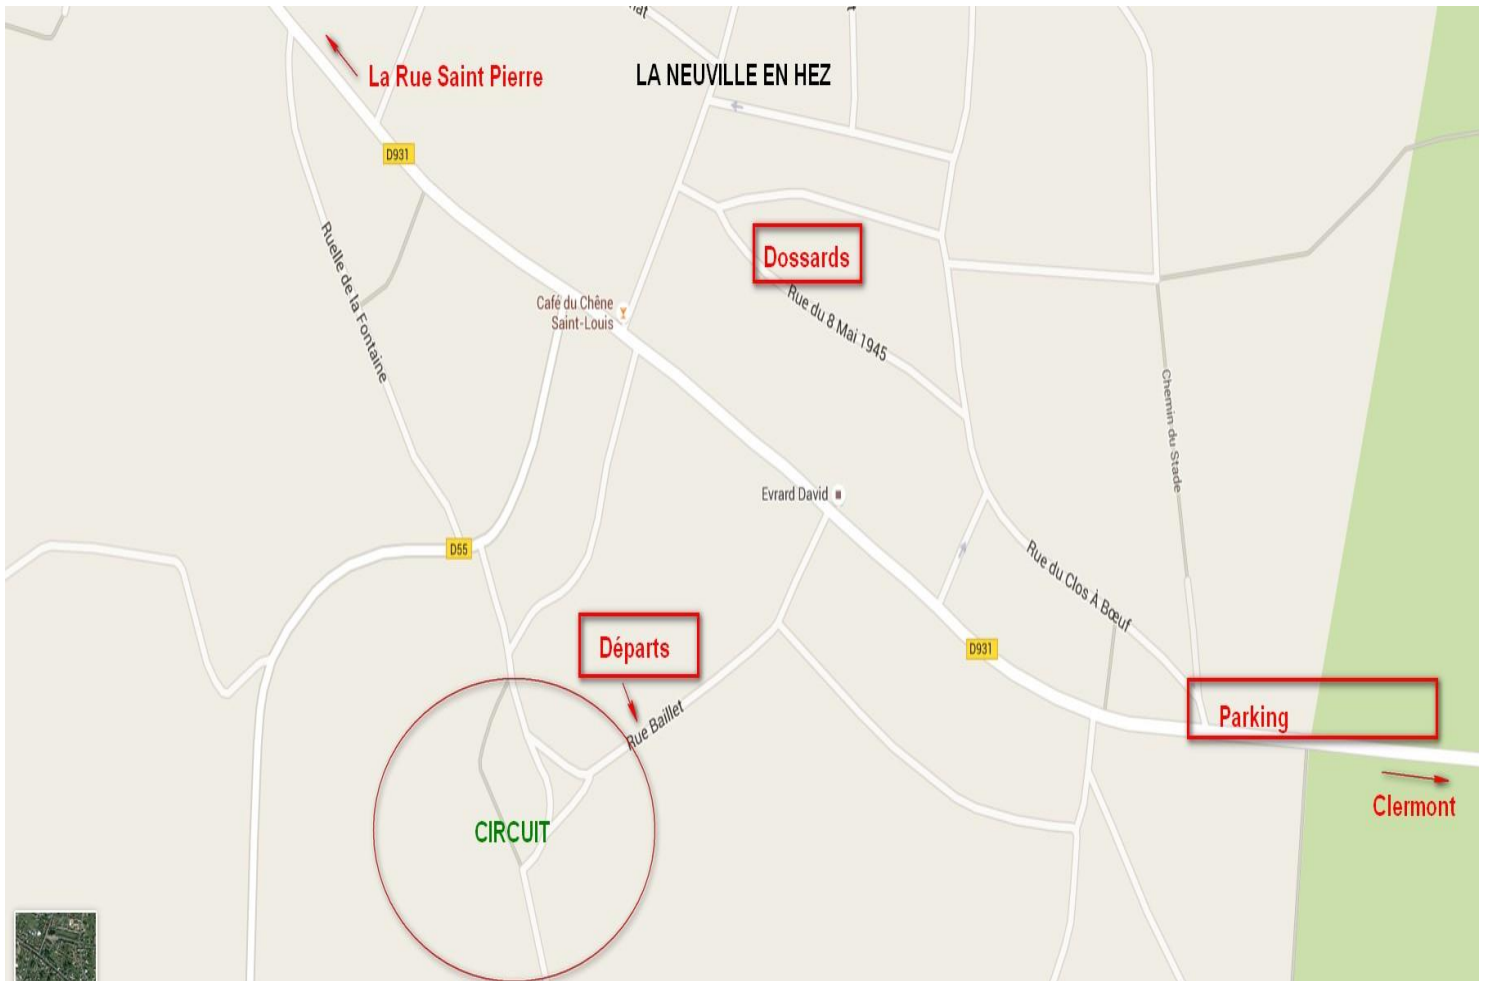 La Rue Saint Pierre
LA NEUVILLE EN HEZ
D931
Dossards
Ruelle de la Fontaine
Café du Chêne
Saint-Louis
Rue du 8 Mai 1945
Chemin du Stade
Evrard David
D55
Rue du Clos À Bœuf
Départs
D931
Rue Baillet
Parking
Clermont
CIRCUIT